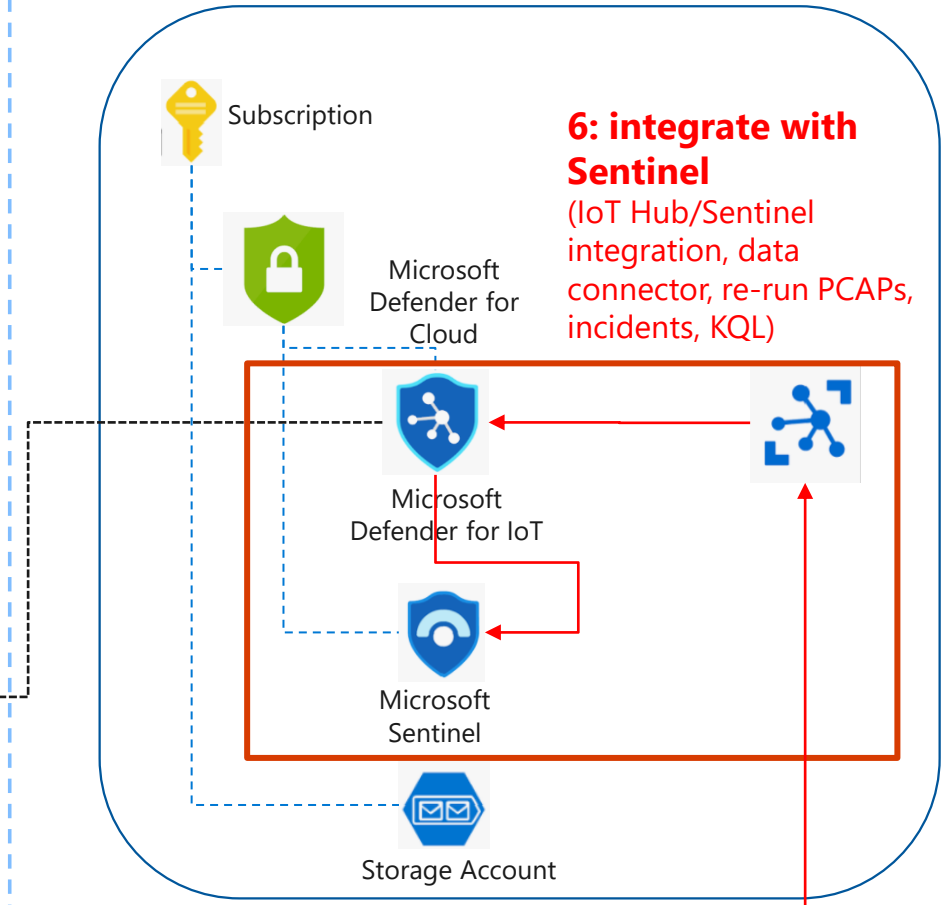 Subscription
6: integrate with
Sentinel
(IoT Hub/Sentinel
integration, data
connector, re-run PCAPs,
incidents, KQL)
Microsoft
Defender for
Cloud
Microsoft
Defender for IoT
Microsoft
Sentinel
Storage Account